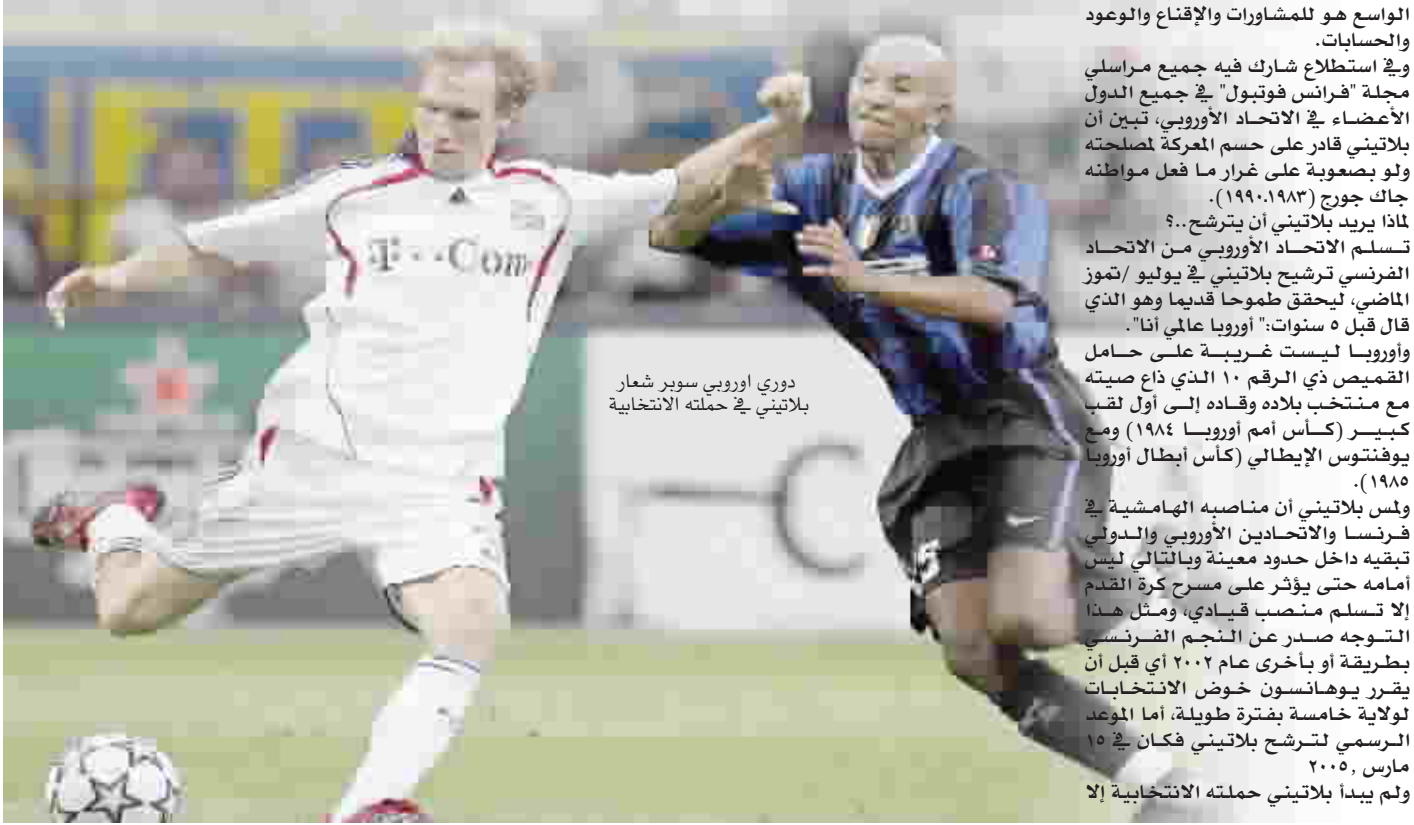 الواسع هو للمشاورات والإقناع والوعود
والحسابات.
وفي استطلاع شارك فيه جميع مراسلي
مجلة "فرانس فوتبول" في جميع الدول
الأعضاء في الاتحاد الأوروبي، تبين أن
بلاتيني قادر على حسم المعركة لمصلحته
ولو بصعوبة على غرار ما فعل مواطنه
جاك جورج (١٩٨٣-١٩٩٠).
لماذا يريد بلاتيني أن يترشح..؟
تسلم الاتحاد الأوروبي من الاتحاد
الفرنسي ترشيح بلاتيني في يوليو /تموز
الماضي، ليحقق طموحا قديما وهو الذي
قال قبل ٥ سنوات:" أوروبا عالمي أنا".
وأوروبا ليست غريبة على حامل
القميص ذي الرقم ١٠ الذي ذاع صيته
مع منتخب بلاده وقاده إلى أول لقب
كبير (كأس أمم أوروبا ١٩٨٤) ومع
يوفنتوس الإيطالي (كأس أبطال أوروبا
١٩٨٥).
ولمس بلاتيني أن مناصبه الهامشية في
فرنسا والاتحادين الأوروبي والدولي
تبقيه داخل حدود معينة وبالتالي ليس
أمامه حتى يؤثر على مسرح كرة القدم
إلا تسلم منصب قيادي، ومثل هذا
التوجه صدر عن النجم الفرنسي
بطريقة أو بأخرى عام ٢٠٠٢ أي قبل أن
يقرر يوهانسون خوض الانتخابات
لولاية خامسة بفترة طويلة، أما الموعد
الرسمي لترشح بلاتيني فكان في ١٥
مارس , ٢٠٠٥
ولم يبدأ بلاتيني حملته الانتخابية إلا
دوري اوروبي سوبر شعار
بلاتيني في حملته الانتخابية
T··Com